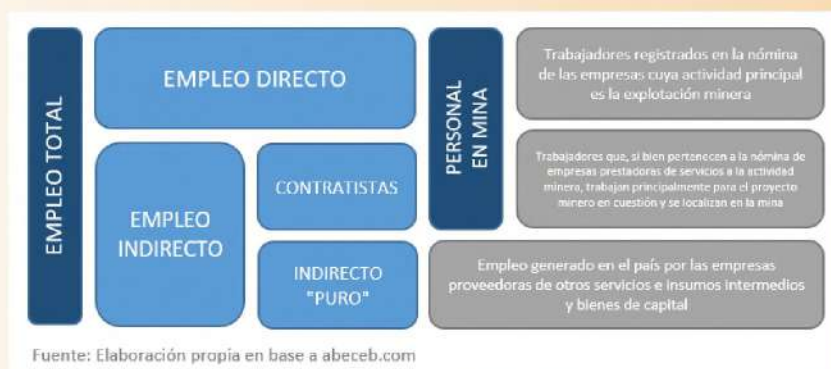 EMPLEO TOTAL
EMPLEO DIRECTO
EMPLEO
INDIRECTO
CONTRATISTAS
INDIRECTO
"PURO"
PERSONAL
EN MINA
Trabajadores registrados en la nómina
de las empresas cuya actividad principal
es la explotación minera
Trabajadores que, si bien pertenecen a la nómina de
empresas prestadoras de servicios a la actividad
minera, trabajan principalmente para el proyecto
minero en cuestión y se localizan en la mina
Empleo generado en el país por las empresas
proveedoras de otros servicios e insumos intermedios
y bienes de capital
Fuente: Elaboración propia en base a abeceb.com